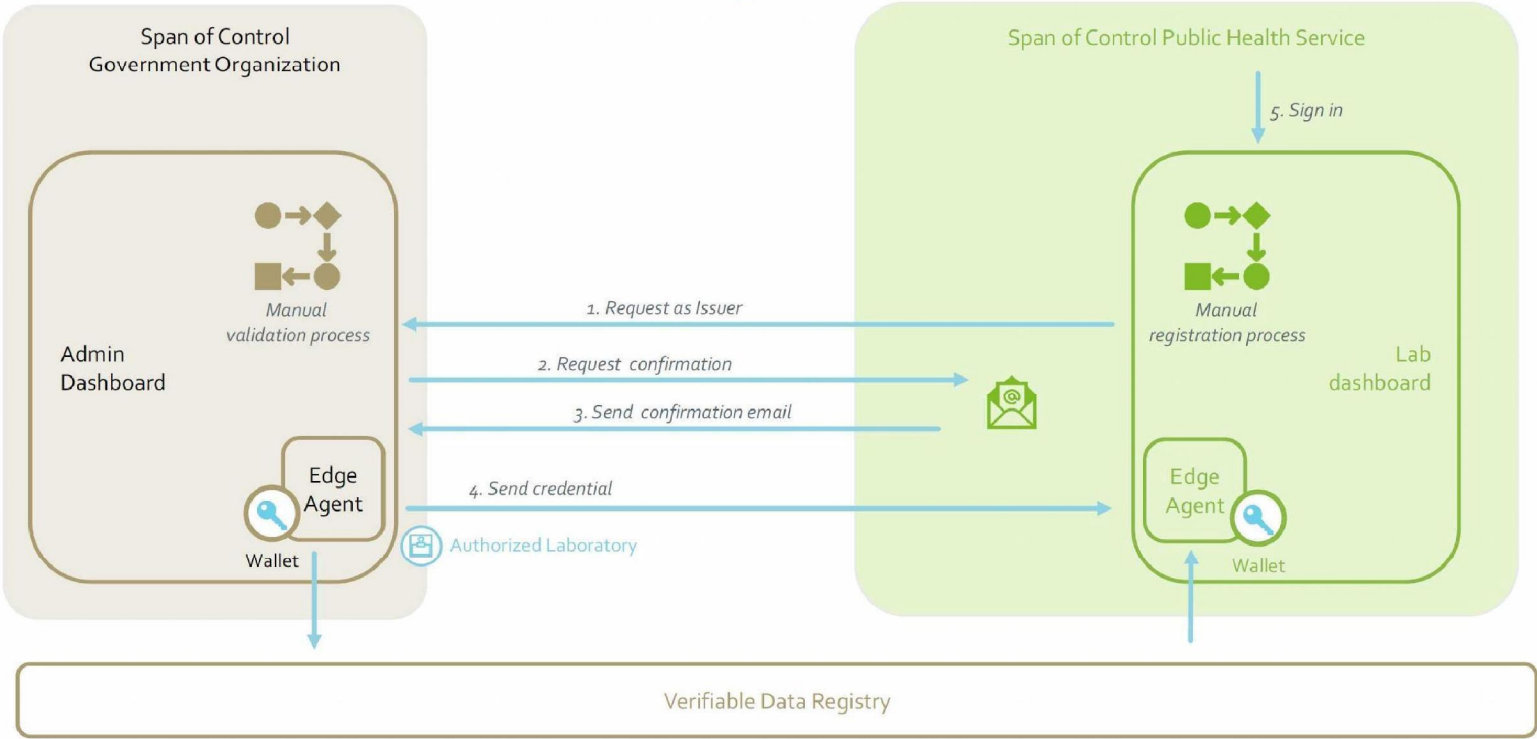 Span of Control
Government Organization
Span of Control Public Health Service
5. Sign in
Manual
validation process
Admin
Dashboard
1. Request as Issuer
2. Request confirmation
3. Send confirmation email
4. Send credential
@
Manual
registration process
Lab
dashboard
Edge
Agent
Wallet
Authorized Laboratory
Edge
Agent
Wallet
Verifiable Data Registry